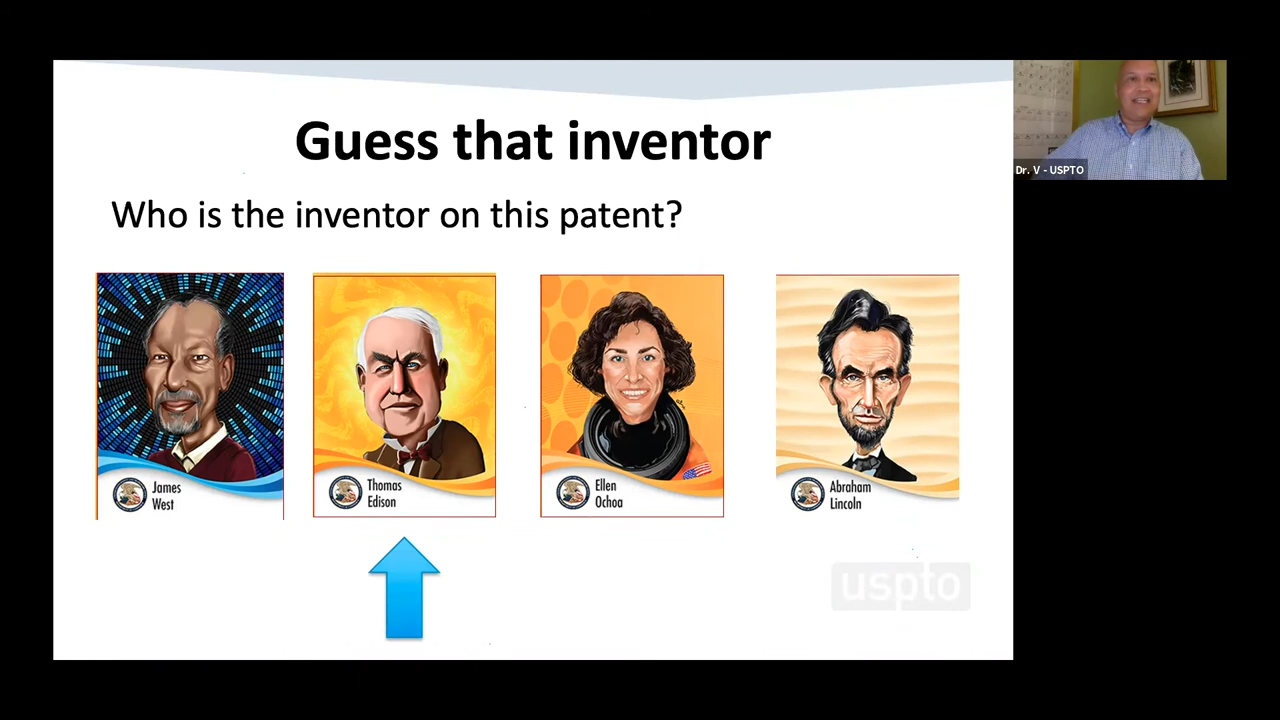 Guess that inventor
Who is the inventor on this patent?
James
West
Thomas
Edison
Ellen
Ochoa
Abraham
Lincoln
uspto
Dr. V - USPTO